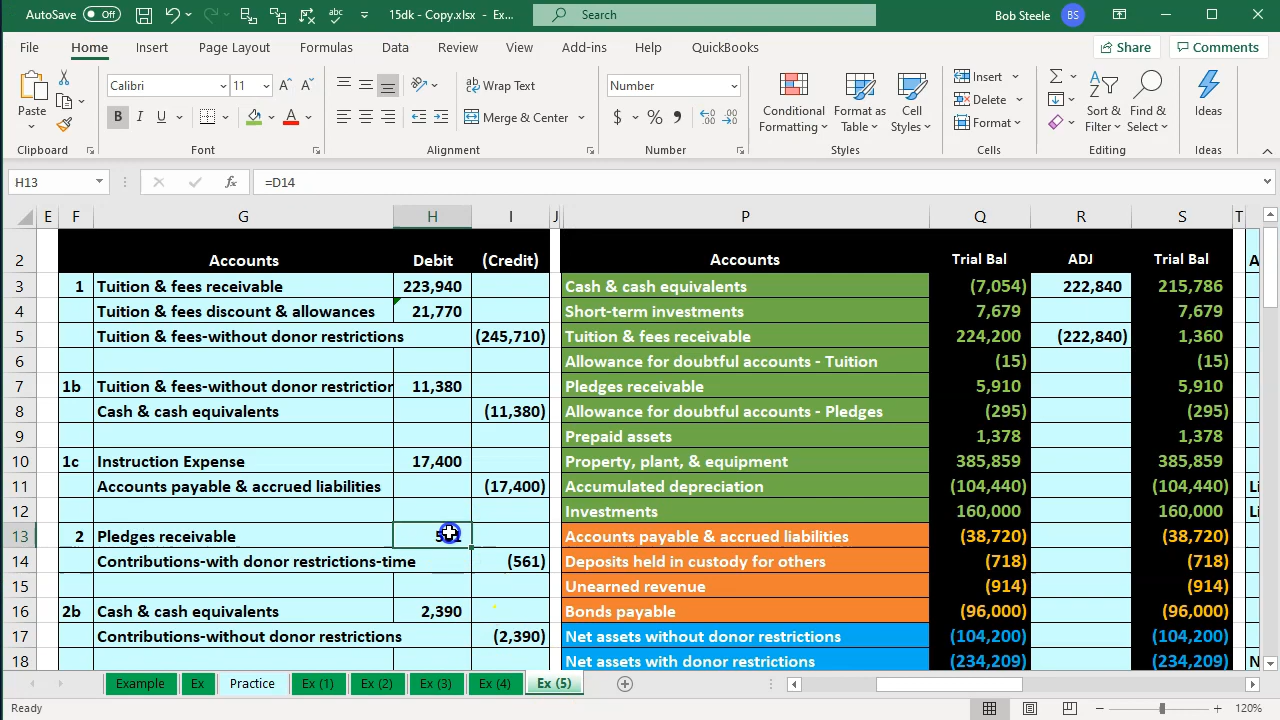 AutoSave Off 15dk - Copy.xlsx - Ex... Search Bob Steele BS
File Home Insert Page Layout Formulas Data Review View Add-ins Help QuickBooks Share Comments
Paste Calibri 11 Wrap Text Number Conditional Formatting Format as Table Cell Styles Insert Sort & Filter Find & Select Ideas
B I U A Merge & Center $ % Delete
Format
Clipboard Font Alignment Number Styles Cells Editing Ideas
H13 fx =D14
E F G H I J P Q R S T
2 Accounts Debit (Credit) Accounts Trial Bal ADJ Trial Bal A
3 1 Tuition & fees receivable 223,940 Cash & cash equivalents (7,054) 222,840 215,786
4 Tuition & fees discount & allowances 21,770 Short-term investments 7,679 7,679
5 Tuition & fees-without donor restrictions (245,710) Tuition & fees receivable 224,200 (222,840) 1,360
6 Allowance for doubtful accounts - Tuition (15) (15)
7 1b Tuition & fees-without donor restriction 11,380 Pledges receivable 5,910 5,910
8 Cash & cash equivalents (11,380) Allowance for doubtful accounts - Pledges (295) (295)
9 Prepaid assets 1,378 1,378
10 1c Instruction Expense 17,400 Property, plant, & equipment 385,859 385,859
11 Accounts payable & accrued liabilities (17,400) Accumulated depreciation (104,440) (104,440) Li
12 Investments 160,000 160,000 Li
13 2 Pledges receivable Accounts payable & accrued liabilities (38,720) (38,720)
14 Contributions-with donor restrictions-time (561) Deposits held in custody for others (718) (718)
15 Unearned revenue (914) (914)
16 2b Cash & cash equivalents 2,390 Bonds payable (96,000) (96,000)
17 Contributions-without donor restrictions (2,390) Net assets without donor restrictions (104,200) (104,200)
18 Net assets with donor restrictions (234,209) (234,209) N
Example Ex Practice Ex (1) Ex (2) Ex (3) Ex (4) Ex (5)
Ready 120%